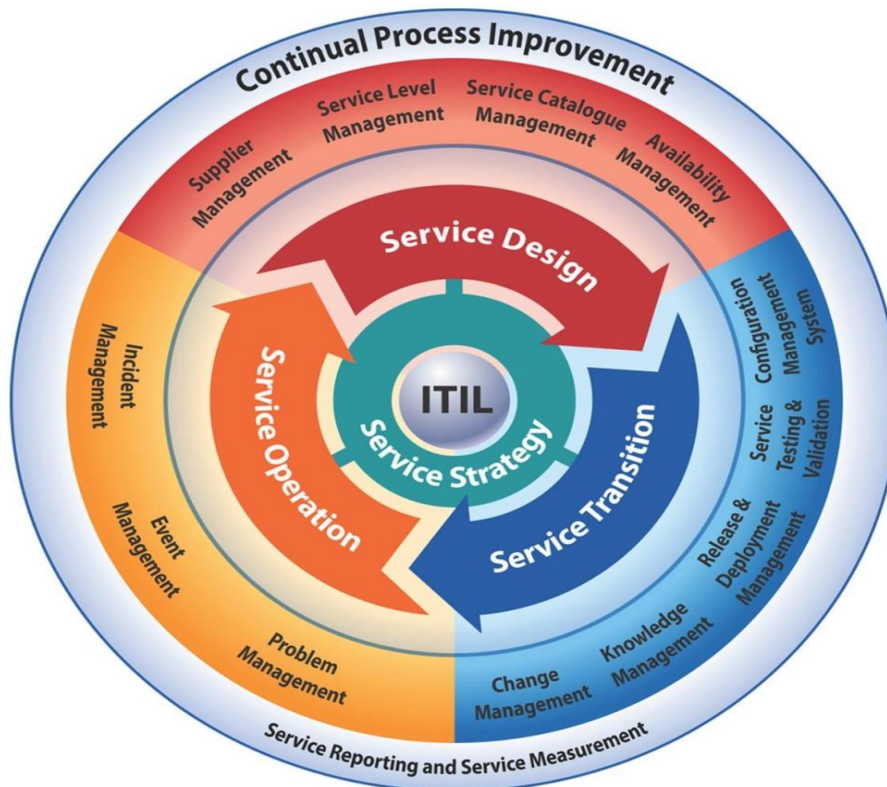 Continual Process Improvement
Supplier
Management
Service Level
Management
Service Catalogue
Management
Availability
Management
Service Design
Configuration
Management
System
Service
Testing &
Validation
Release &
Deployment
Management
Knowledge
Management
Change
Management
Service Transition
Incident
Management
Event
Management
Problem
Management
Service Operation
ITIL
Service Strategy
Service Reporting and Service Measurement